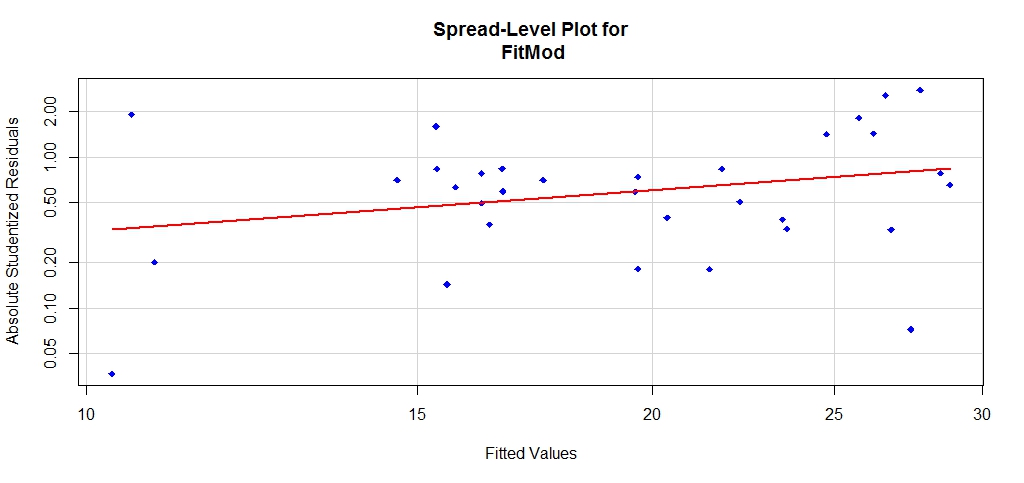 Spread-Level Plot for
FitMod
Absolute Studentized Residuals
2.00
1.00
0.50
0.20
0.10
0.05
10 15 20 25 30
Fitted Values